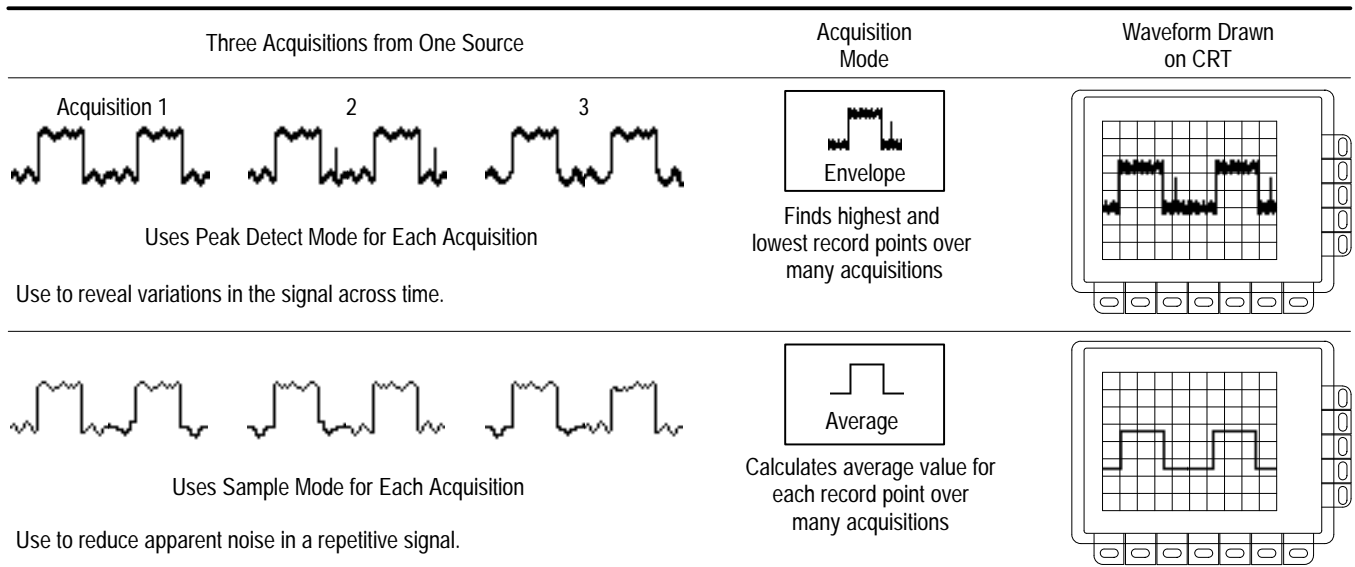 Three Acquisitions from One Source
Acquisition
Mode
Waveform Drawn
on CRT
Acquisition 1
2
3
Uses Peak Detect Mode for Each Acquisition
Use to reveal variations in the signal across time.
Envelope
Finds highest and
lowest record points over
many acquisitions
Uses Sample Mode for Each Acquisition
Use to reduce apparent noise in a repetitive signal.
Average
Calculates average value for
each record point over
many acquisitions